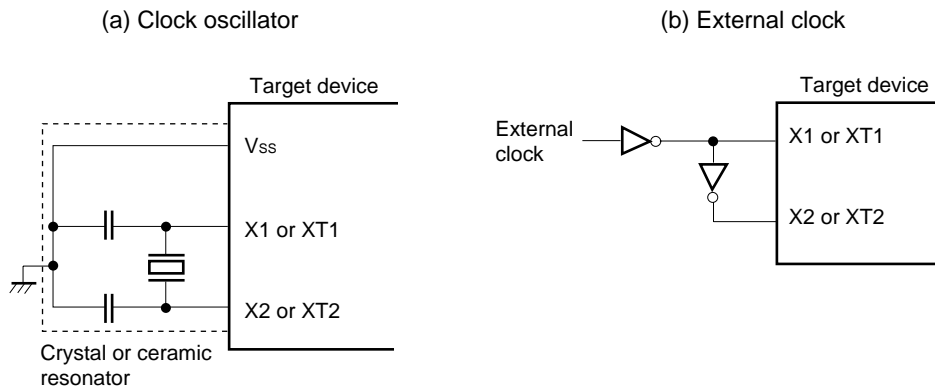 (a) Clock oscillator
Target device
VSS
X1 or XT1
X2 or XT2
Crystal or ceramic
resonator
(b) External clock
Target device
External
clock
X1 or XT1
X2 or XT2